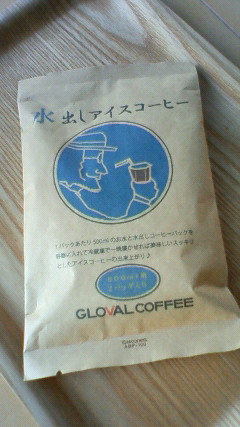 水出しアイスコーヒー
1パックあたり500mlのお水と水出しコーヒーパックを
容器に入れて冷蔵庫で一晩寝かせれば美味しいスッキリ
としたアイスコーヒーの出来上がり♪
GLOVAL COFFEE